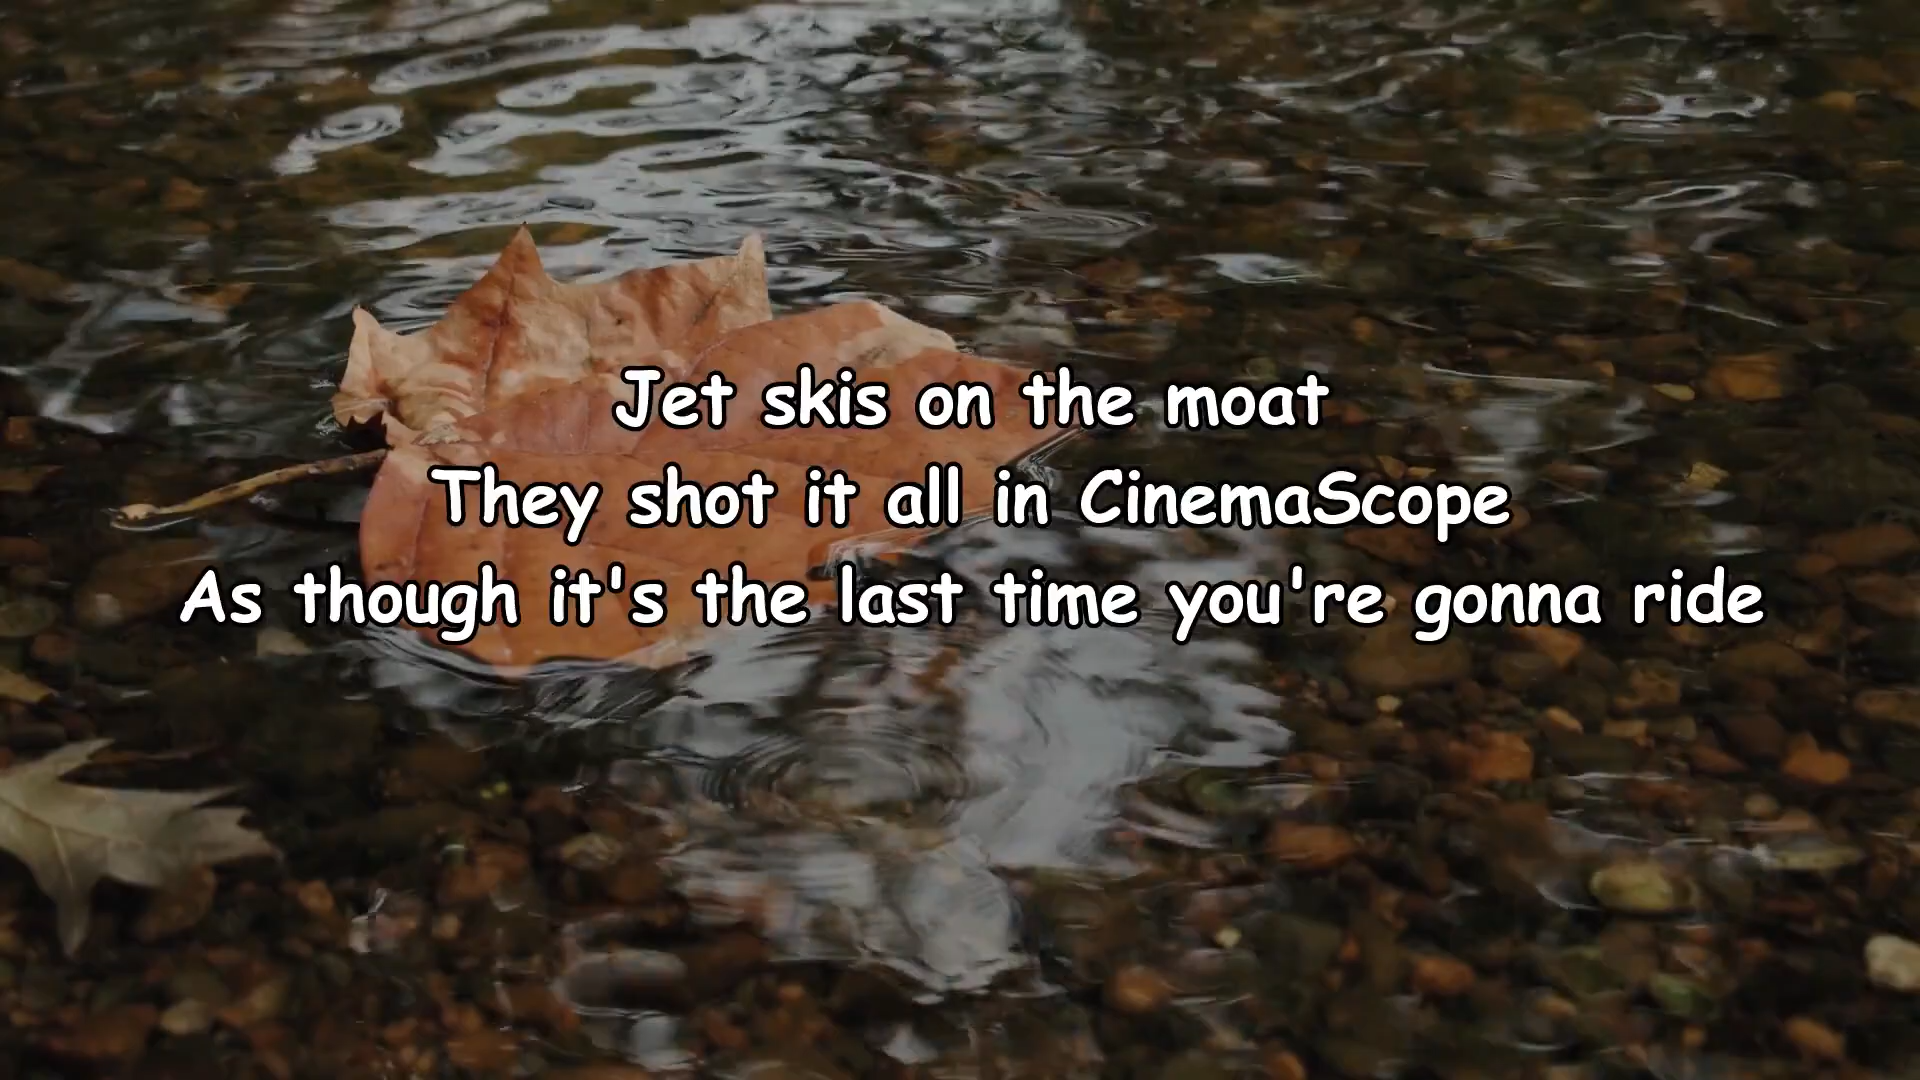 Jet skis on the moat
They shot it all in CinemaScope
As though it's the last time you're gonna ride